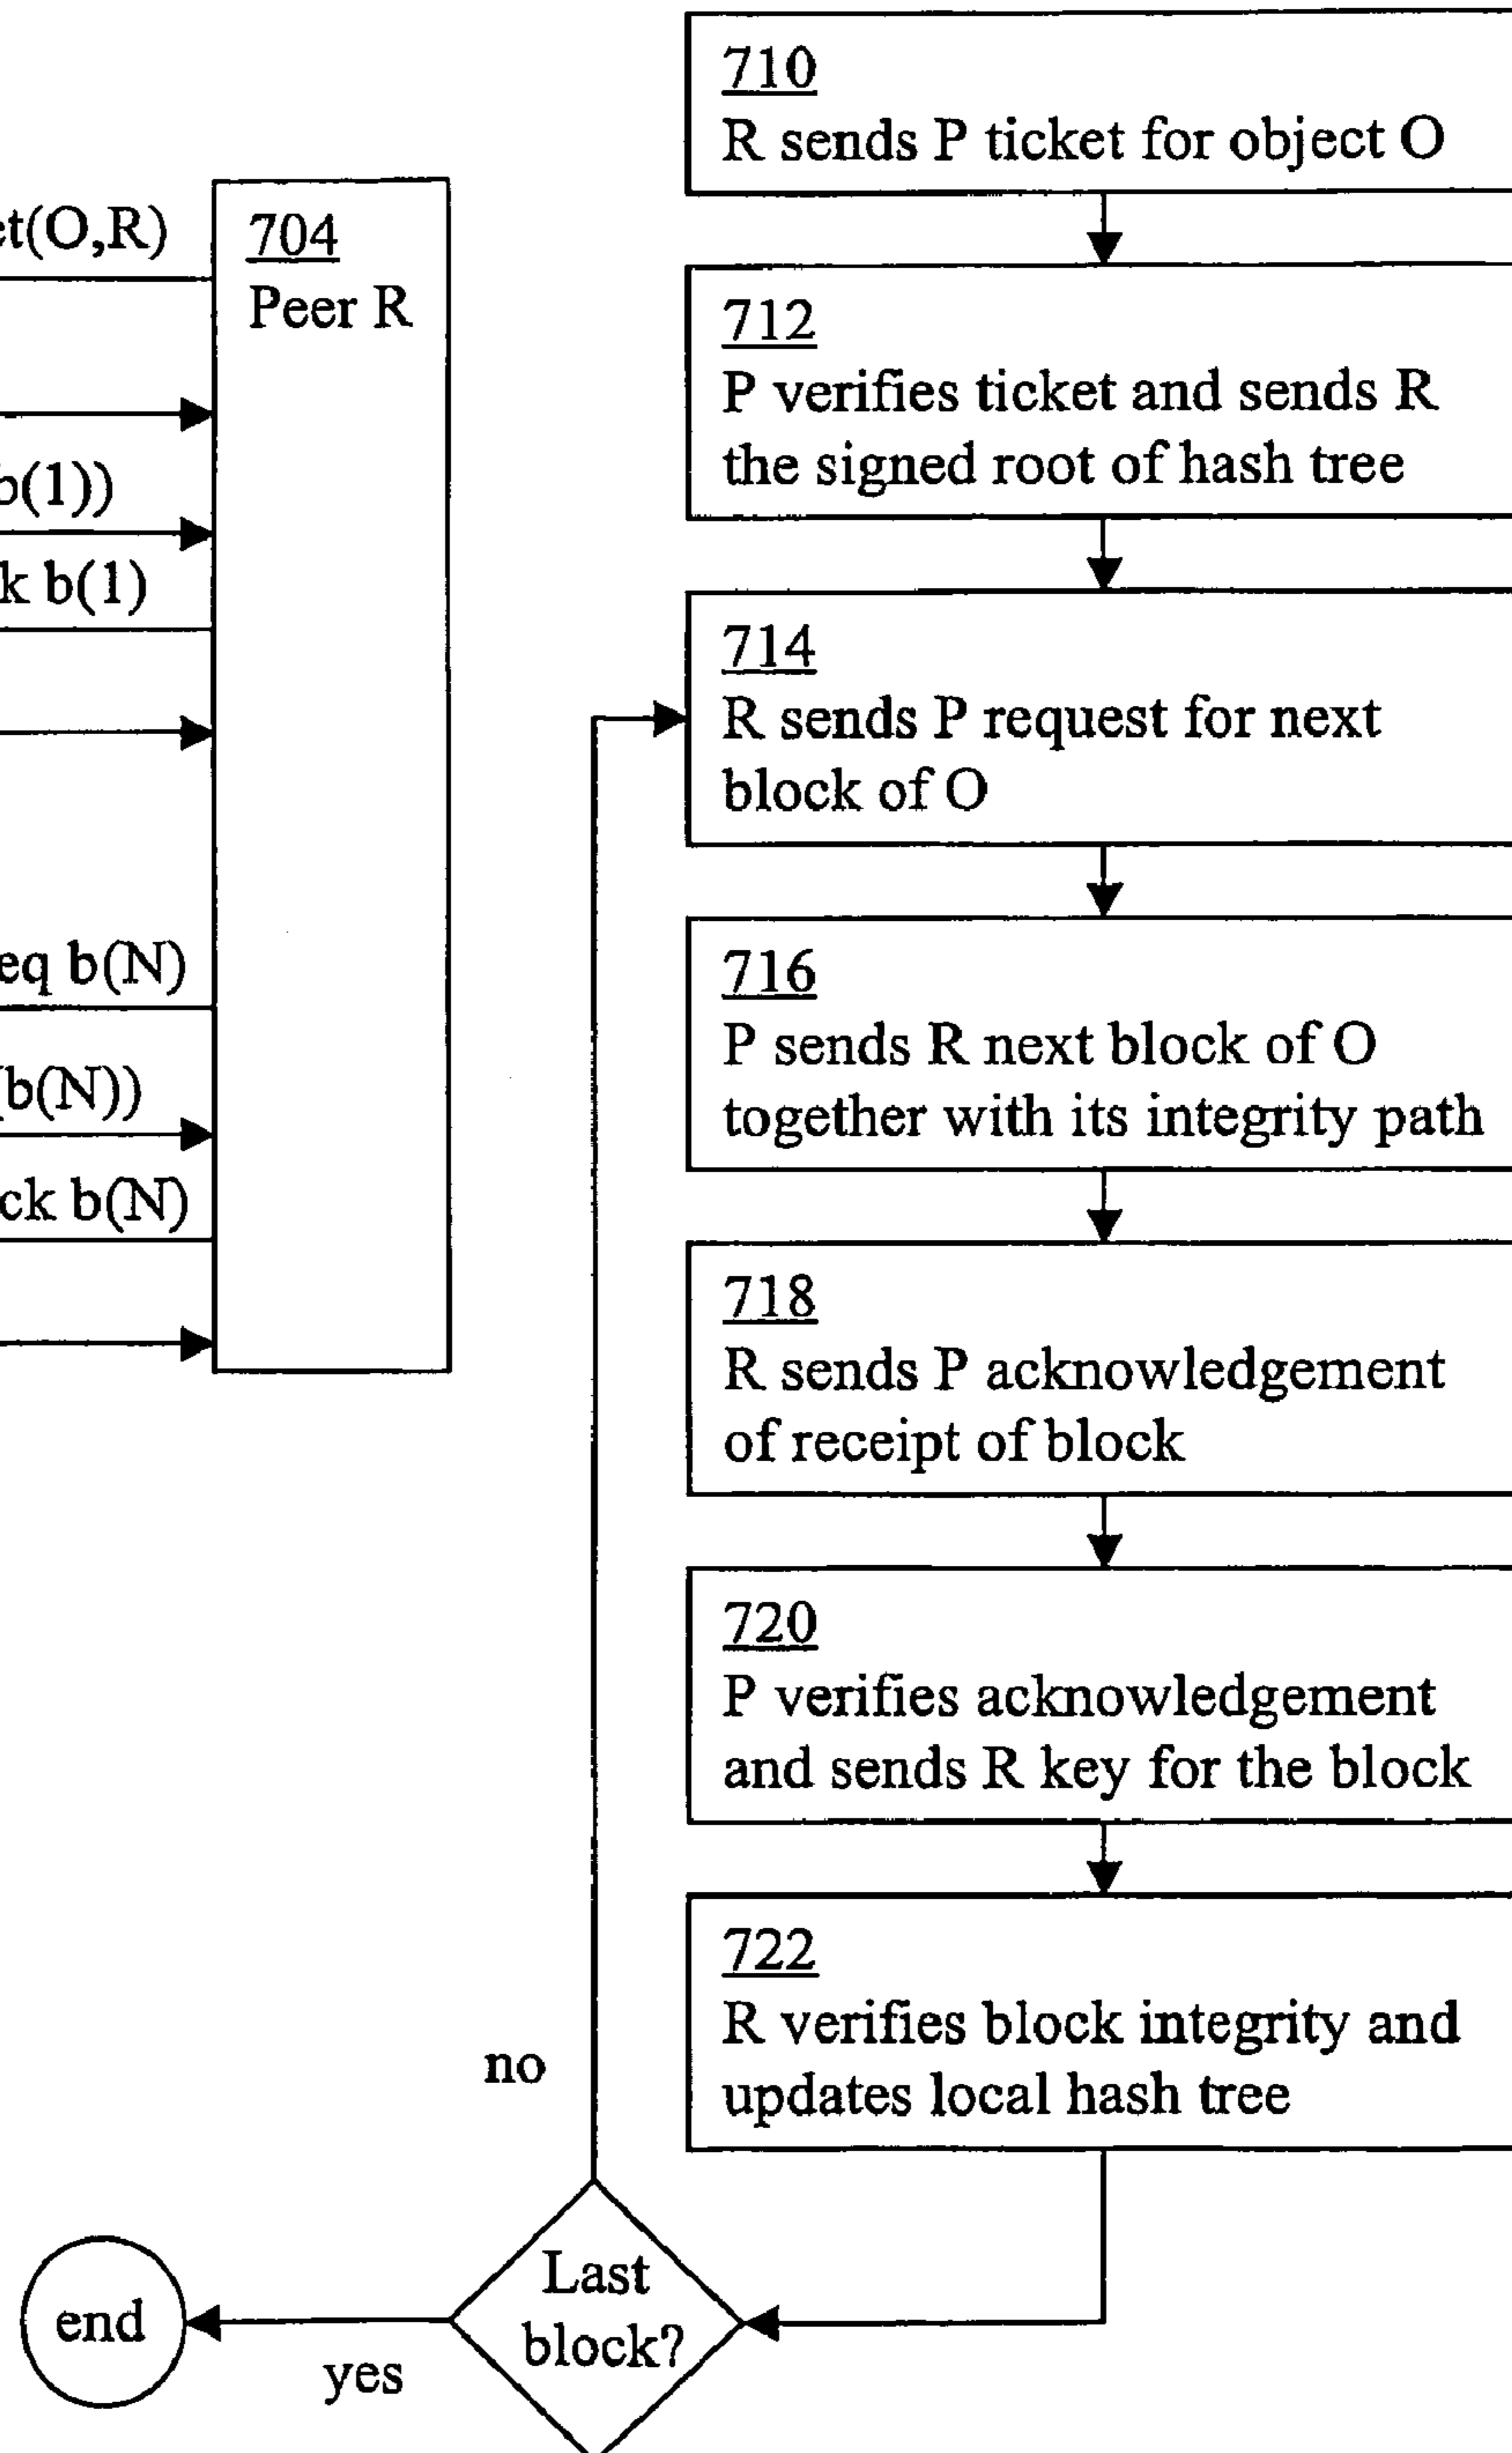 et(O,R)
704
Peer R
b(1))
k b(1)
eq b(N)
(b(N))
ck b(N)
710
R sends P ticket for object O
712
P verifies ticket and sends R
the signed root of hash tree
714
R sends P request for next
block of O
716
P sends R next block of O
together with its integrity path
718
R sends P acknowledgement
of receipt of block
720
P verifies acknowledgement
and sends R key for the block
722
R verifies block integrity and
updates local hash tree
no
Last
block?
yes
end